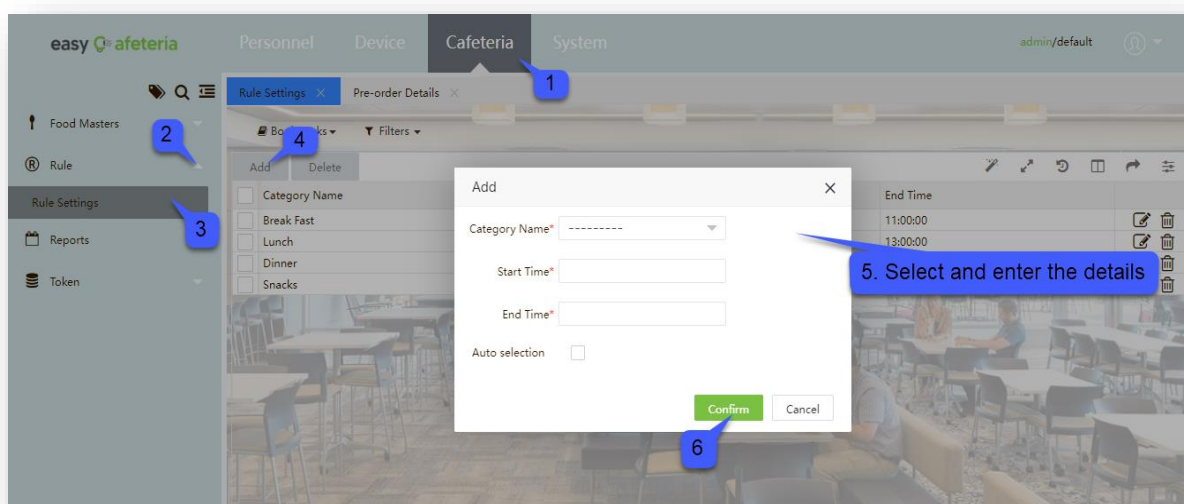 easy Cafeteria
Personnel
Device
Cafeteria
System
admin/default
1
Rule Settings
Pre-order Details
Food Masters
2
Filters
4
Rule
Add
Delete
Category Name
End Time
Rule Settings
3
Break Fast
11:00:00
Lunch
13:00:00
Dinner
Snacks
Reports
Token
Add
Category Name* ---------
Start Time*
End Time*
Auto selection
5. Select and enter the details
Confirm
Cancel
6